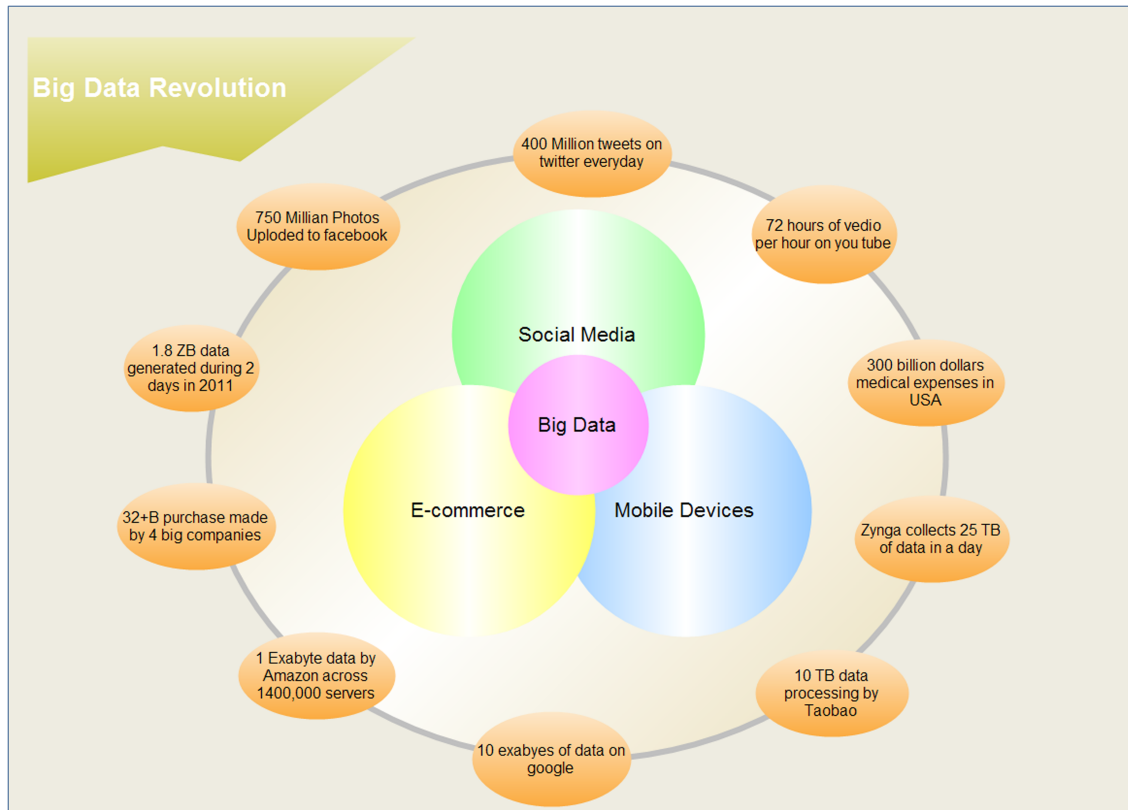 Big Data Revolution
400 Million tweets on
twitter everyday
750 Millian Photos
Uploded to facebook
72 hours of vedio
per hour on you tube
Social Media
1.8 ZB data
generated during 2
days in 2011
300 billion dollars
medical expenses in
USA
Big Data
E-commerce
Mobile Devices
32+B purchase made
by 4 big companies
Zynga collects 25 TB
of data in a day
1 Exabyte data by
Amazon across
1400,000 servers
10 TB data
processing by
Taobao
10 exabyes of data on
google